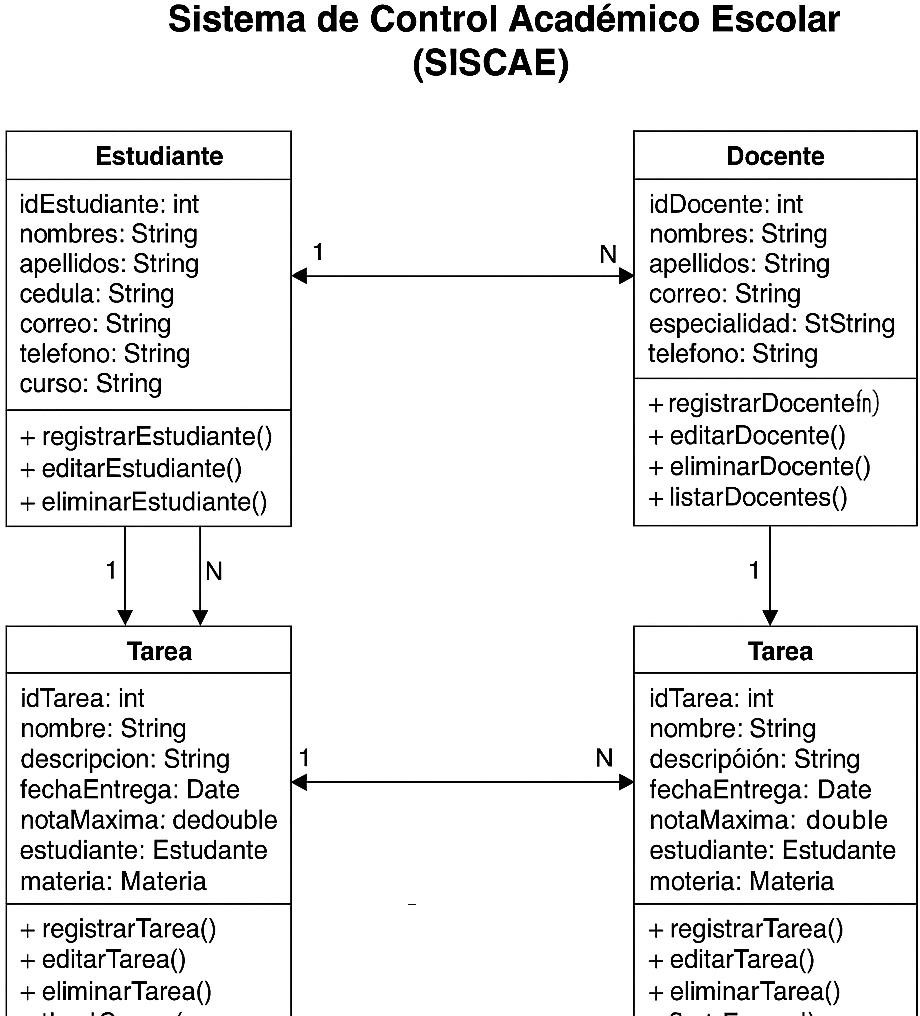 Sistema de Control Académico Escolar
(SISCAE)
Estudiante
idEstudiante: int
nombres: String
apellidos: String
cedula: String
correo: String
telefono: String
curso: String
+ registrarEstudiante()
+ editarEstudiante()
+ eliminarEstudiante()
1
N
Docente
idDocente: int
nombres: String
apellidos: String
correo: String
especialidad: StString
telefono: String
+ registrarDocente(n)
+ editarDocente()
+ eliminarDocente()
+ listarDocentes()
1
N
1
Tarea
idTarea: int
nombre: String
descripcion: String
fechaEntrega: Date
notaMaxima: dedouble
estudiante: Estudante
materia: Materia
+ registrarTarea()
+ editarTarea()
+ eliminarTarea()
1
N
Tarea
idTarea: int
nombre: String
descripóión: String
fechaEntrega: Date
notaMaxima: double
estudiante: Estudante
moteria: Materia
+ registrarTarea()
+ editarTarea()
+ eliminarTarea()